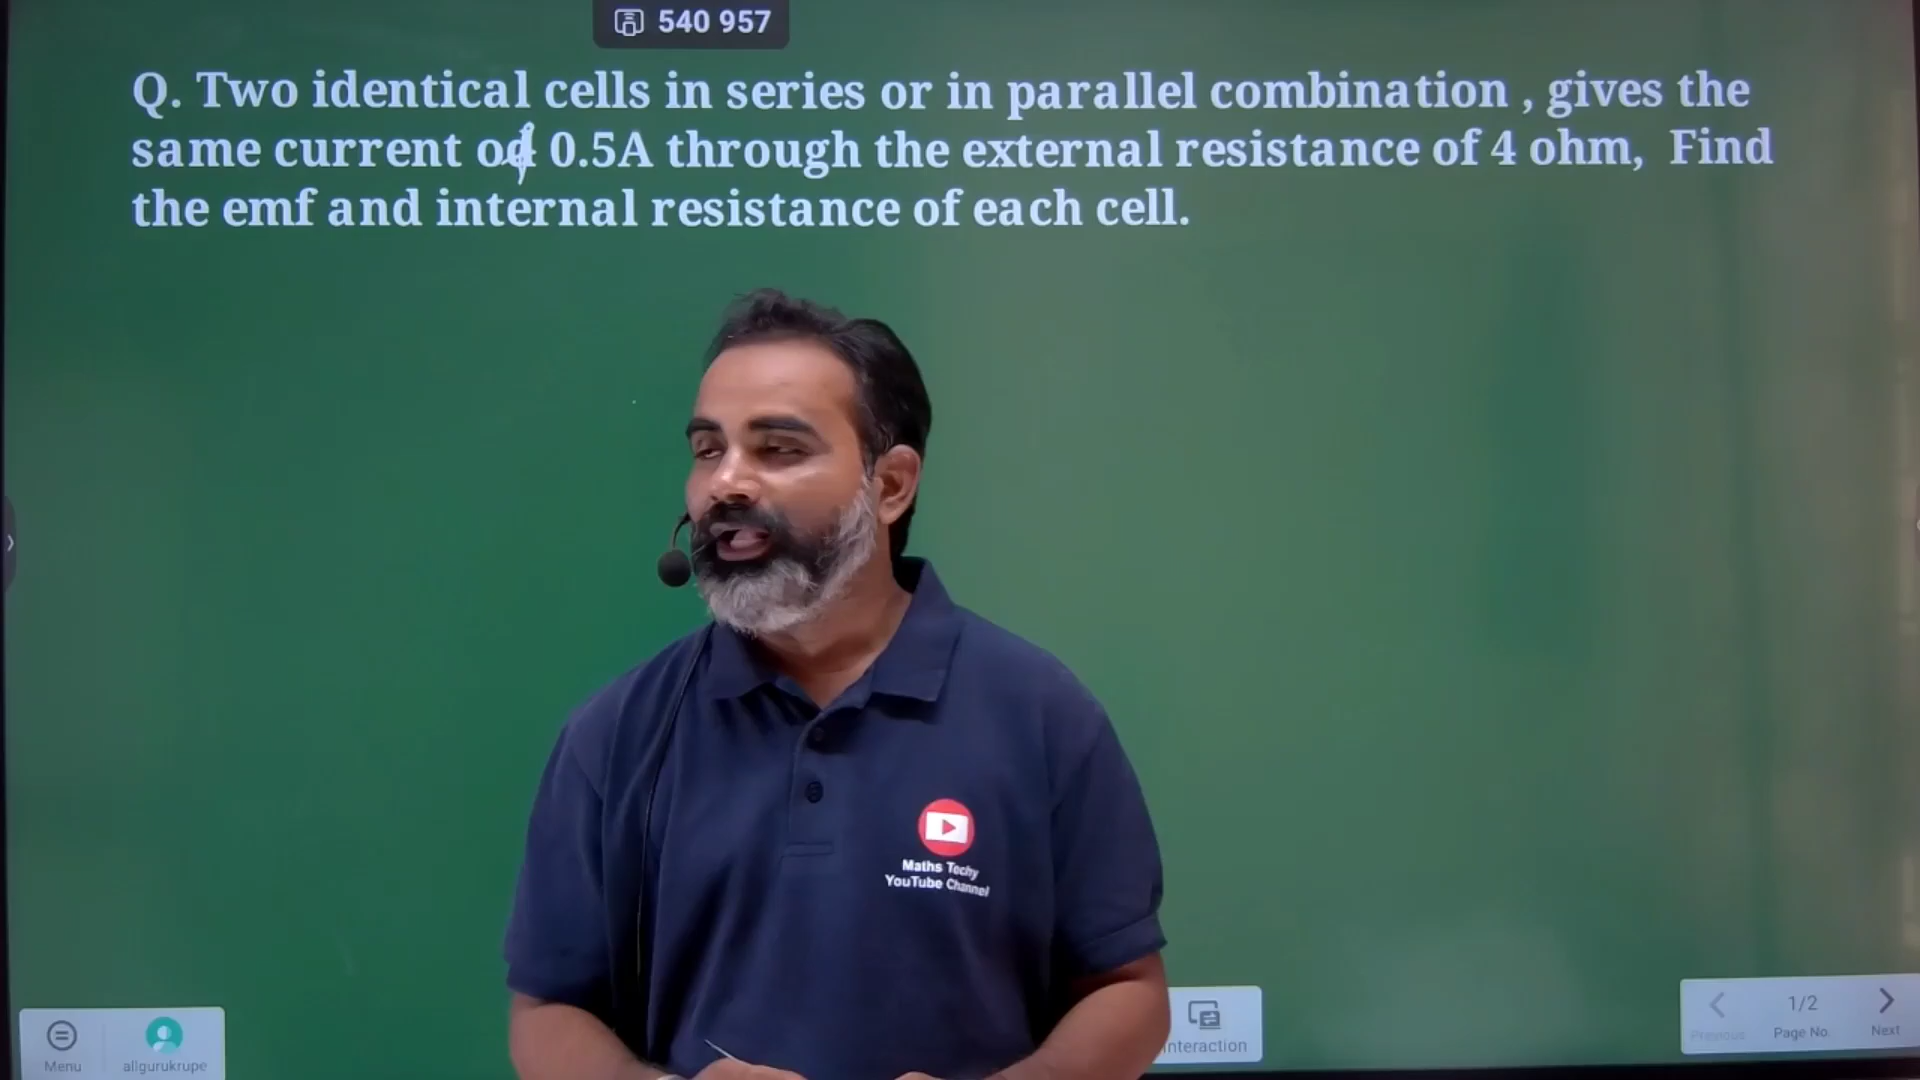 540 957
Q. Two identical cells in series or in parallel combination , gives the
same current of 0.5A through the external resistance of 4 ohm, Find
the emf and internal resistance of each cell.
Maths Techy
YouTube Channel
Menu
allgurukrupe
Interaction
Previous
1/2
Page No.
Next